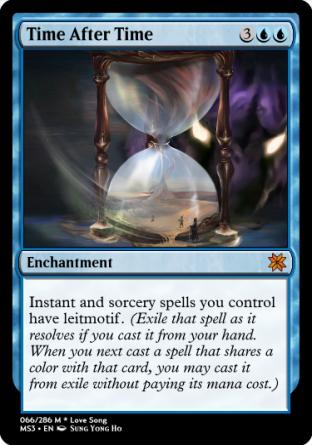 Time After Time 3
Enchantment
Instant and sorcery spells you control
have leitmotif. (Exile that spell as it
resolves if you cast it from your hand.
When you next cast a spell that shares a
color with that card, you may cast it
from exile without paying its mana cost.)
066/286 M * Love Song
MS3 • EN Sung Yong Ho